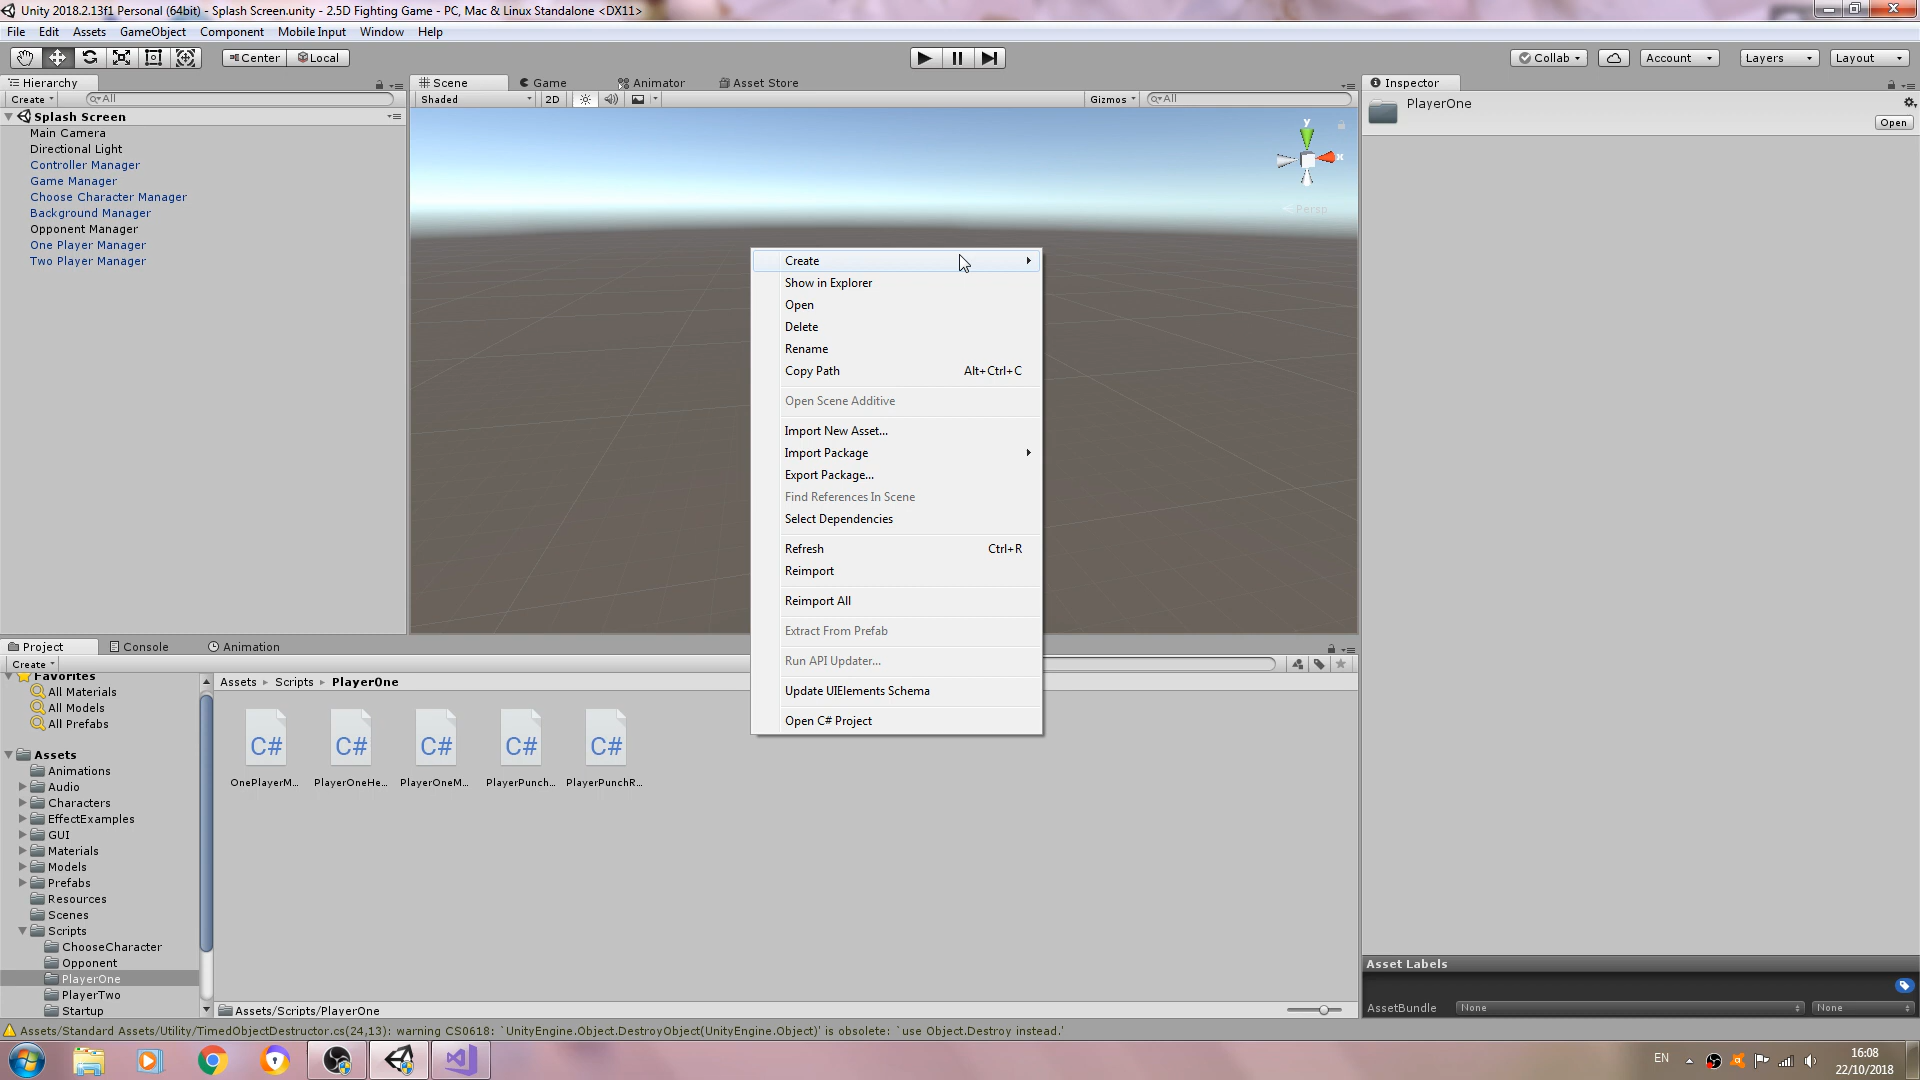 Unity 2018.2.13f1 Personal (64bit) - Splash Screen.unity - 2.5D Fighting Game - PC, Mac & Linux Standalone <DX11>
File Edit Assets GameObject Component Mobile Input Window Help
Center Local Collab Account Layers Layout
Hierarchy
Create All
Splash Screen
Main Camera
Directional Light
Controller Manager
Game Manager
Choose Character Manager
Background Manager
Opponent Manager
One Player Manager
Two Player Manager
Scene Game Animator Asset Store
Shaded 2D Gizmos All
y
x
Persp
Create
Show in Explorer
Open
Delete
Rename
Copy Path Alt+Ctrl+C
Open Scene Additive
Import New Asset...
Import Package
Export Package...
Find References In Scene
Select Dependencies
Refresh Ctrl+R
Reimport
Reimport All
Extract From Prefab
Run API Updater...
Update UIElements Schema
Open C# Project
Inspector
PlayerOne
Open
Project Console Animation
Create
Favorites
All Materials
All Models
All Prefabs
Assets
Animations
Audio
Characters
EffectExamples
GUI
Materials
Models
Prefabs
Resources
Scenes
Scripts
ChooseCharacter
Opponent
PlayerOne
PlayerTwo
Startup
Assets Scripts PlayerOne
C# C# C# C# C#
OnePlayerM... PlayerOneHe... PlayerOneM... PlayerPunch... PlayerPunchR...
Assets/Scripts/PlayerOne
Asset Labels
AssetBundle None None
Assets/Standard Assets/Utility/TimedObjectDestructor.cs(24,13): warning CS0618: `UnityEngine.Object.DestroyObject(UnityEngine.Object)' is obsolete: `use Object.Destroy instead.'
EN
16:08
22/10/2018